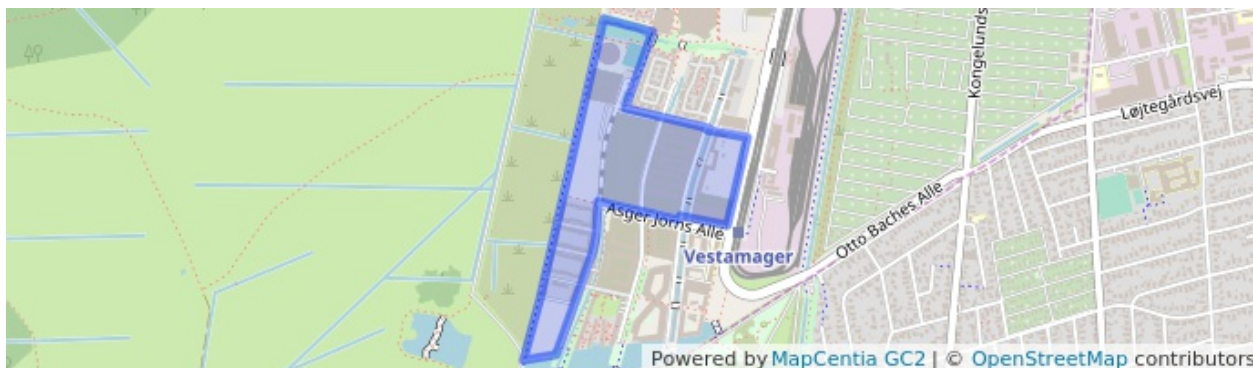 Kongelunds
Løjtegårdsvej
Asger Jorns Alle
Otto Baches Alle
Vestamager
Powered by MapCentia GC2 | © OpenStreetMap contributors